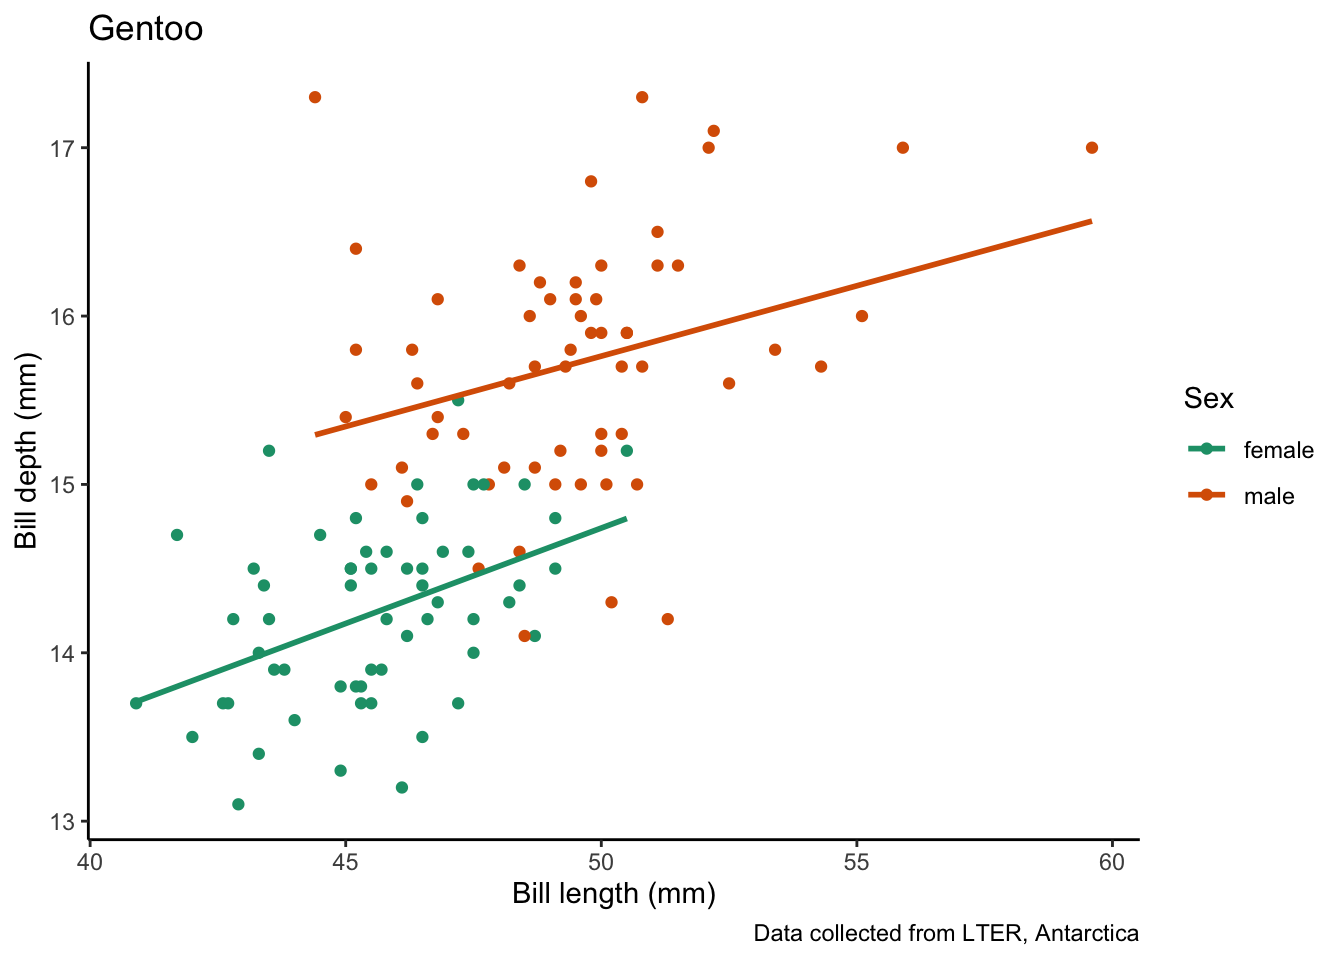 Gentoo
17
16
15
14
13
Bill depth (mm)
40 45 50 55 60
Bill length (mm)
Sex
female
male
Data collected from LTER, Antarctica